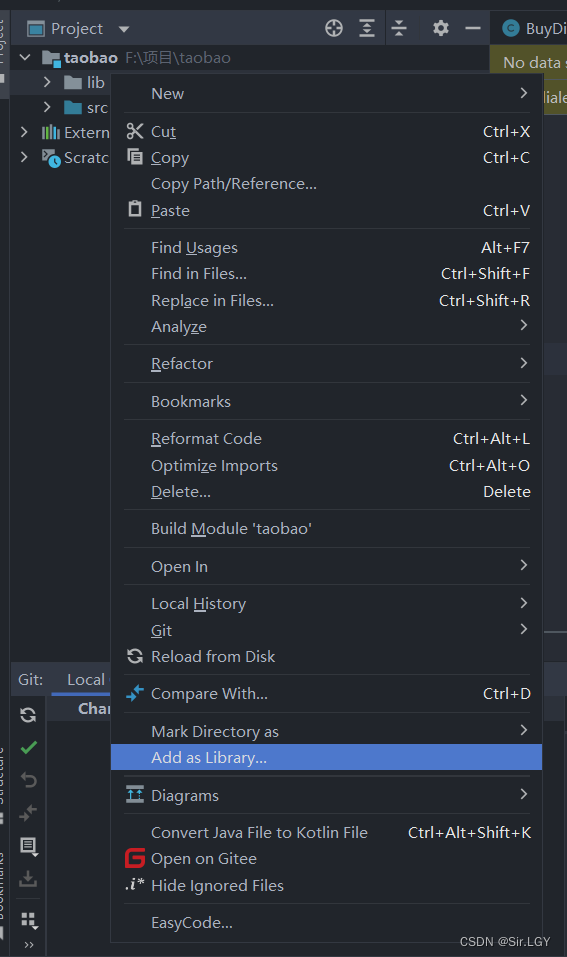 Project
BuyDi
taobao F:\项目\taobao
No data s
lib
iale
src
Extern
Scratc
New
Cut Ctrl+X
Copy Ctrl+C
Copy Path/Reference...
Paste Ctrl+V
Find Usages Alt+F7
Find in Files... Ctrl+Shift+F
Replace in Files... Ctrl+Shift+R
Analyze
Refactor
Bookmarks
Reformat Code Ctrl+Alt+L
Optimize Imports Ctrl+Alt+O
Delete... Delete
Build Module 'taobao'
Open In
Local History
Git
Reload from Disk
Compare With... Ctrl+D
Mark Directory as
Add as Library...
Diagrams
Convert Java File to Kotlin File Ctrl+Alt+Shift+K
Open on Gitee
.i* Hide Ignored Files
EasyCode...
Git: Local
Char
CSDN @Sir.LGY